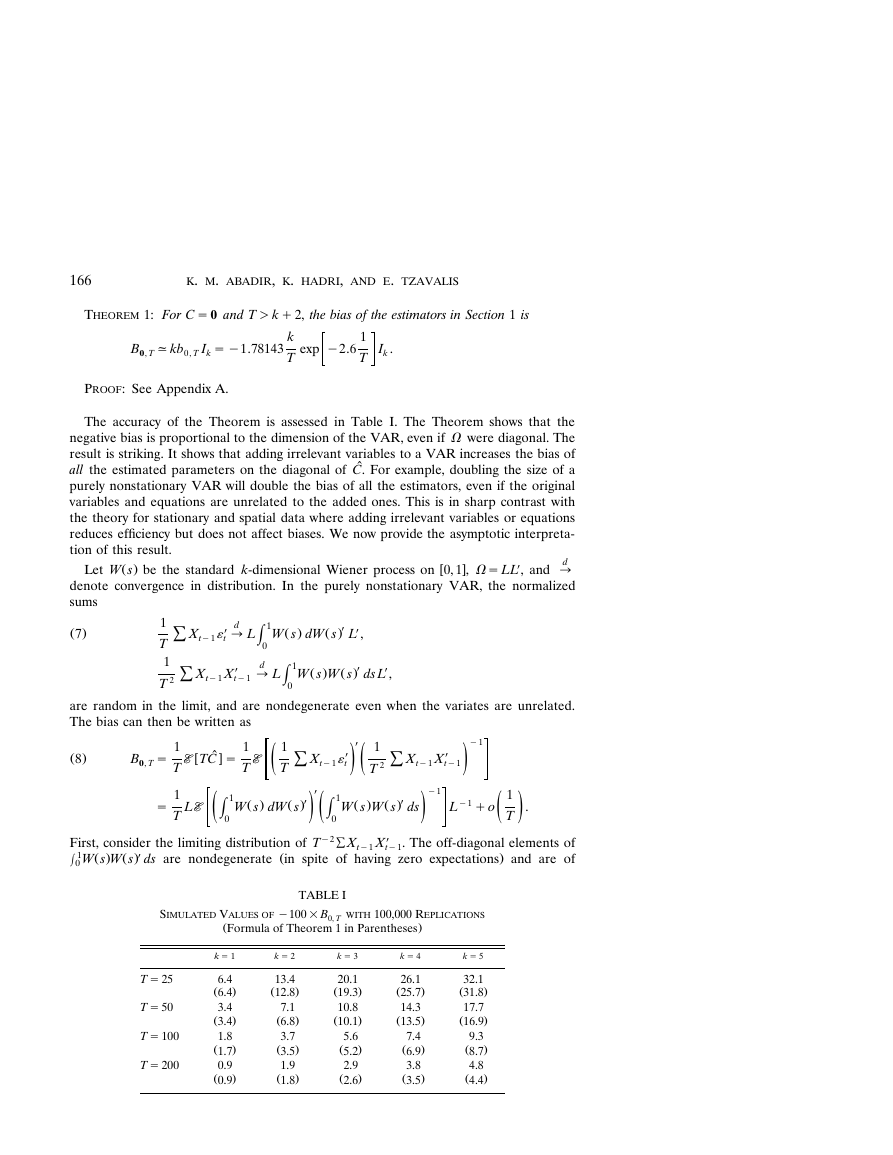 166 K. M. ABADIR, K. HADRI, AND E. TZAVALIS
THEOREM 1: For C = 0 and T > k + 2, the bias of the estimators in Section 1 is
B₀,T ≃ kb₀,T I_k = −1.78143 k/T exp[−2.6 1/T] I_k.
PROOF: See Appendix A.
The accuracy of the Theorem is assessed in Table I. The Theorem shows that the
negative bias is proportional to the dimension of the VAR, even if Ω were diagonal. The
result is striking. It shows that adding irrelevant variables to a VAR increases the bias of
all the estimated parameters on the diagonal of Ĉ. For example, doubling the size of a
purely nonstationary VAR will double the bias of all the estimators, even if the original
variables and equations are unrelated to the added ones. This is in sharp contrast with
the theory for stationary and spatial data where adding irrelevant variables or equations
reduces efficiency but does not affect biases. We now provide the asymptotic interpreta-
tion of this result.
Let W(s) be the standard k-dimensional Wiener process on [0, 1], Ω = LL′, and →d
denote convergence in distribution. In the purely nonstationary VAR, the normalized
sums
(7) 1/T ∑ X_{t−1} ε′_t →d L ∫₀¹ W(s) dW(s)′ L′,
1/T² ∑ X_{t−1} X′_{t−1} →d L ∫₀¹ W(s)W(s)′ ds L′,
are random in the limit, and are nondegenerate even when the variates are unrelated.
The bias can then be written as
(8) B₀,T = 1/T ℰ[TĈ] = 1/T ℰ[(1/T ∑ X_{t−1} ε′_t)′ (1/T² ∑ X_{t−1} X′_{t−1})⁻¹]
= 1/T Lℰ[(∫₀¹ W(s) dW(s)′)′ (∫₀¹ W(s)W(s)′ ds)⁻¹] L⁻¹ + o(1/T).
First, consider the limiting distribution of T⁻²∑X_{t−1}X′_{t−1}. The off-diagonal elements of
∫₀¹W(s)W(s)′ ds are nondegenerate (in spite of having zero expectations) and are of
TABLE I
SIMULATED VALUES OF −100 × B₀,T WITH 100,000 REPLICATIONS
(Formula of Theorem 1 in Parentheses)
k = 1 k = 2 k = 3 k = 4 k = 5
T = 25 6.4 13.4 20.1 26.1 32.1
(6.4) (12.8) (19.3) (25.7) (31.8)
T = 50 3.4 7.1 10.8 14.3 17.7
(3.4) (6.8) (10.1) (13.5) (16.9)
T = 100 1.8 3.7 5.6 7.4 9.3
(1.7) (3.5) (5.2) (6.9) (8.7)
T = 200 0.9 1.9 2.9 3.8 4.8
(0.9) (1.8) (2.6) (3.5) (4.4)